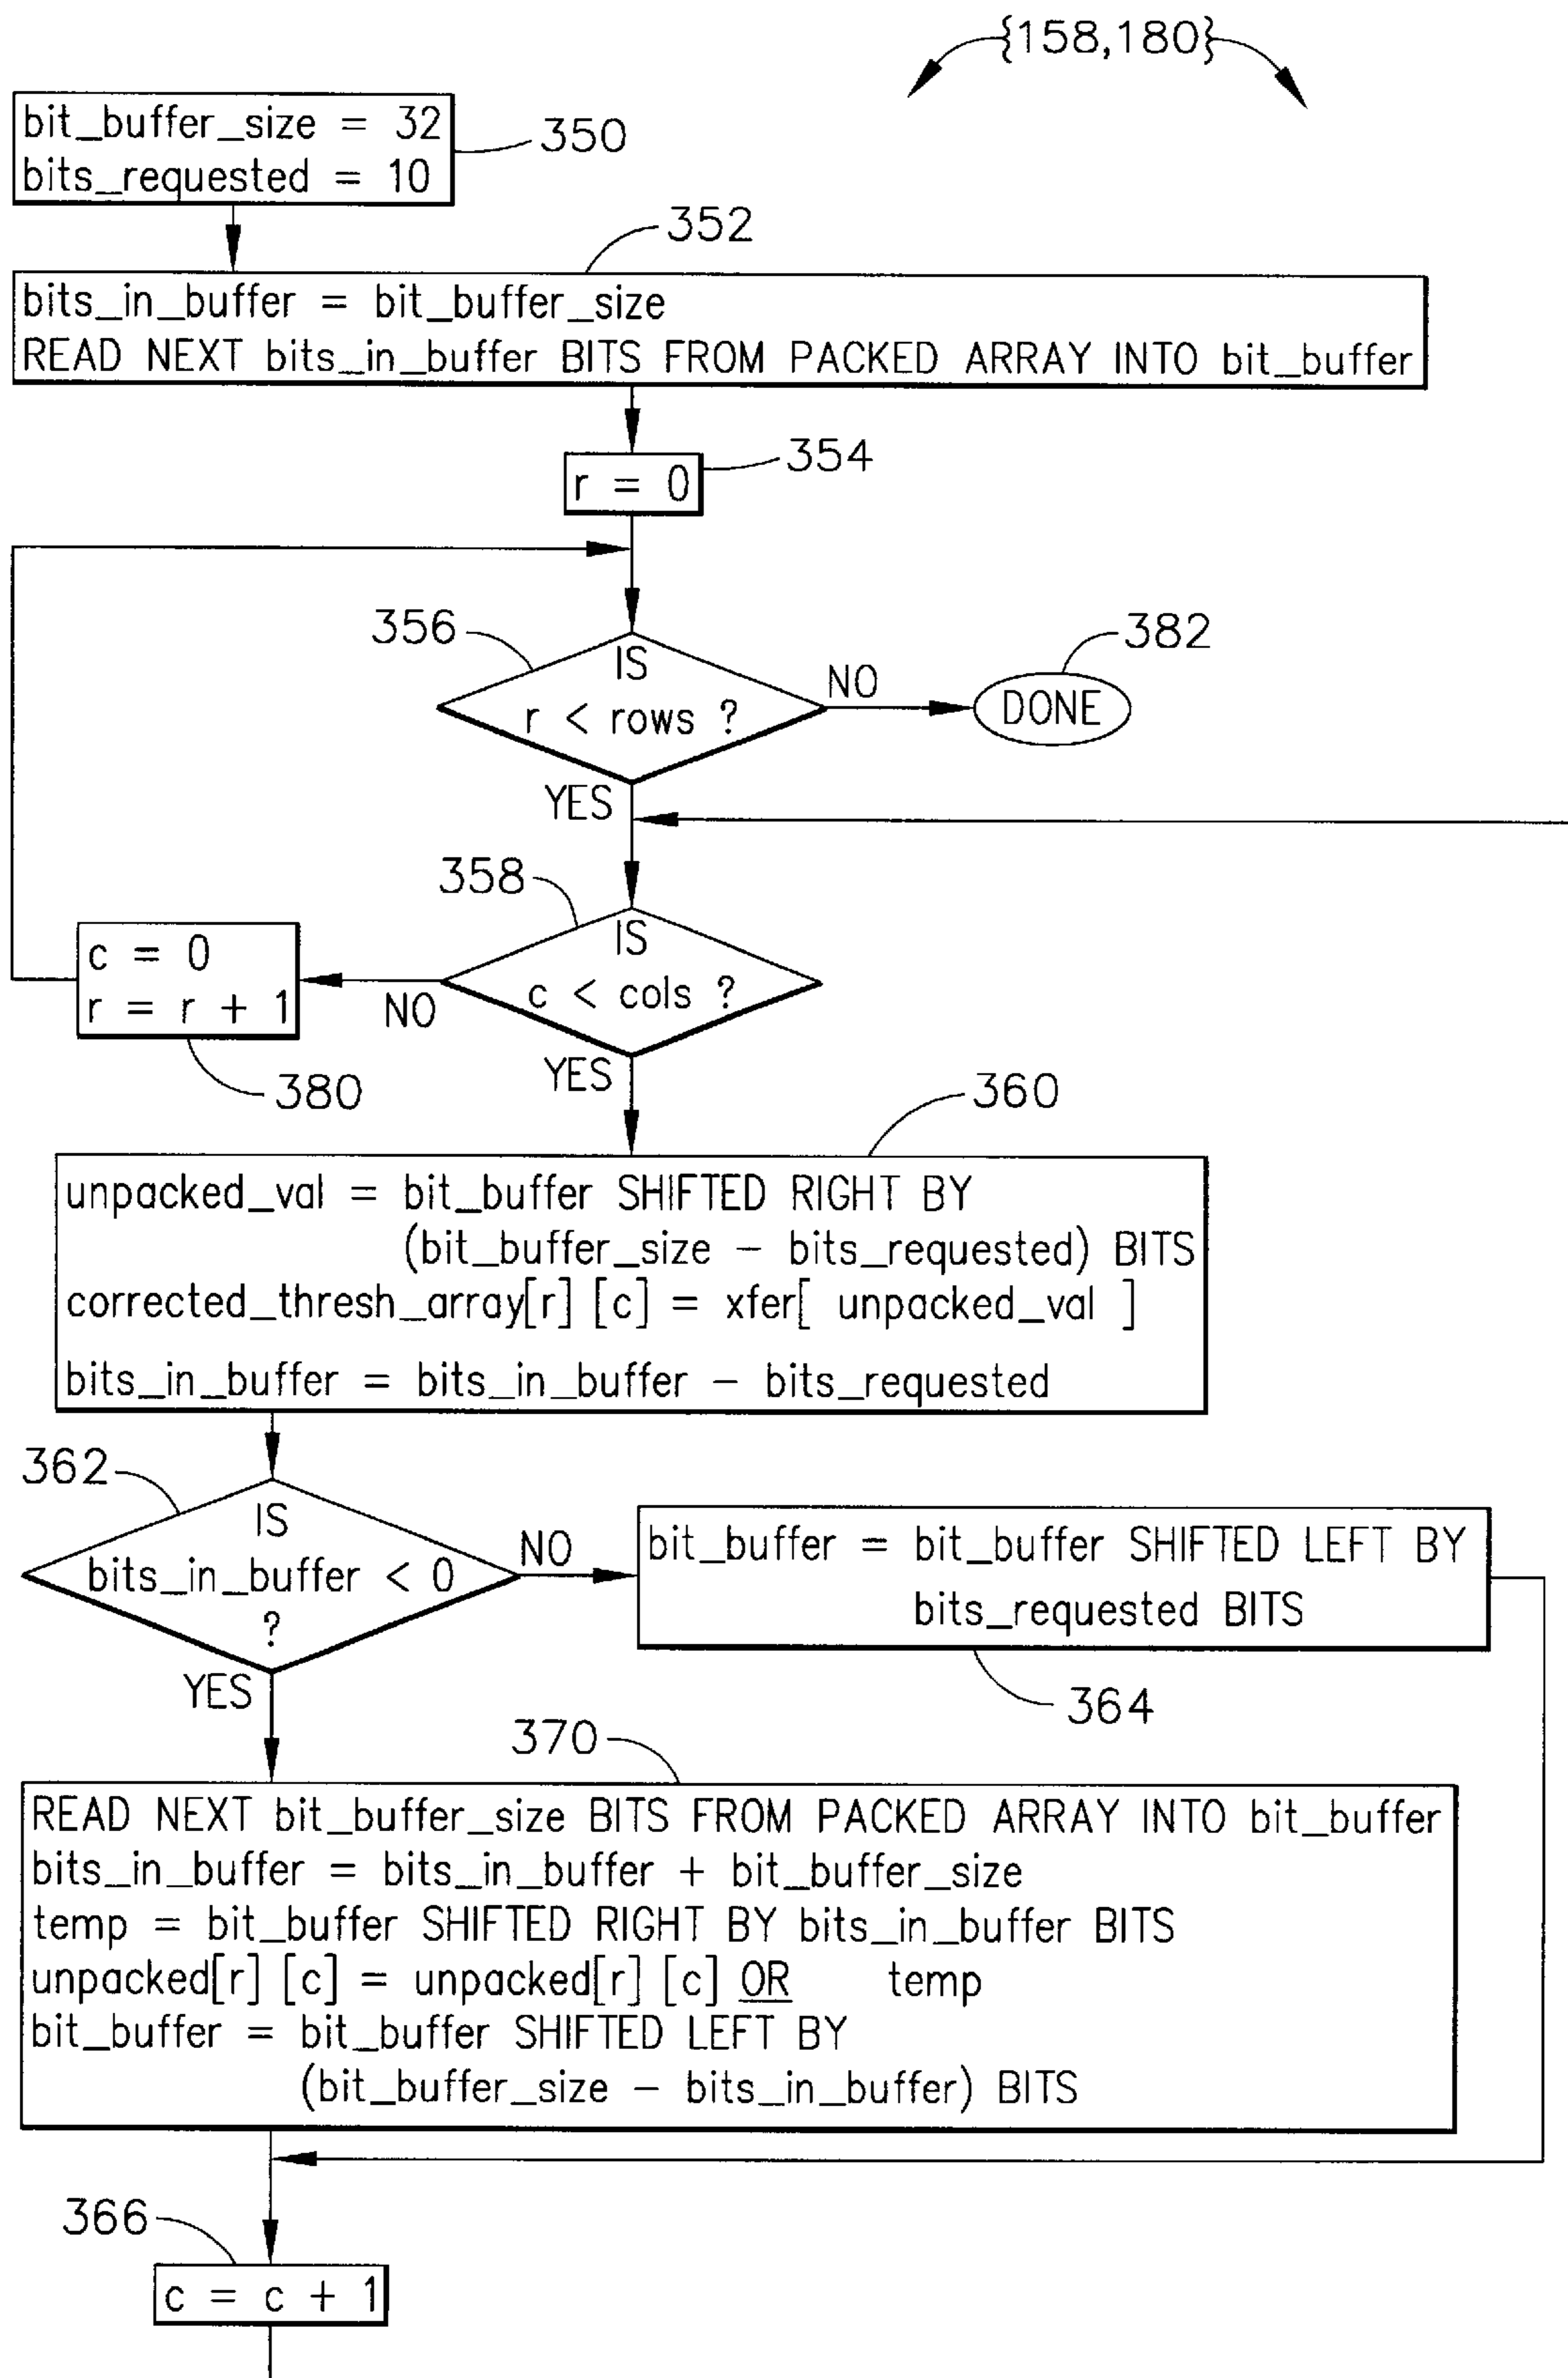 {158,180}
bit_buffer_size = 32
bits_requested = 10
350
352
bits_in_buffer = bit_buffer_size
READ NEXT bits_in_buffer BITS FROM PACKED ARRAY INTO bit_buffer
354
r = 0
356
382
IS
r < rows ?
NO
DONE
YES
358
IS
c < cols ?
c = 0
r = r + 1
NO
380
YES
360
unpacked_val = bit_buffer SHIFTED RIGHT BY
(bit_buffer_size - bits_requested) BITS
corrected_thresh_array[r] [c] = xfer[ unpacked_val ]
bits_in_buffer = bits_in_buffer - bits_requested
362
IS
bits_in_buffer < 0
?
NO
bit_buffer = bit_buffer SHIFTED LEFT BY
bits_requested BITS
YES
364
370
READ NEXT bit_buffer_size BITS FROM PACKED ARRAY INTO bit_buffer
bits_in_buffer = bits_in_buffer + bit_buffer_size
temp = bit_buffer SHIFTED RIGHT BY bits_in_buffer BITS
unpacked[r] [c] = unpacked[r] [c] OR temp
bit_buffer = bit_buffer SHIFTED LEFT BY
(bit_buffer_size - bits_in_buffer) BITS
366
c = c + 1